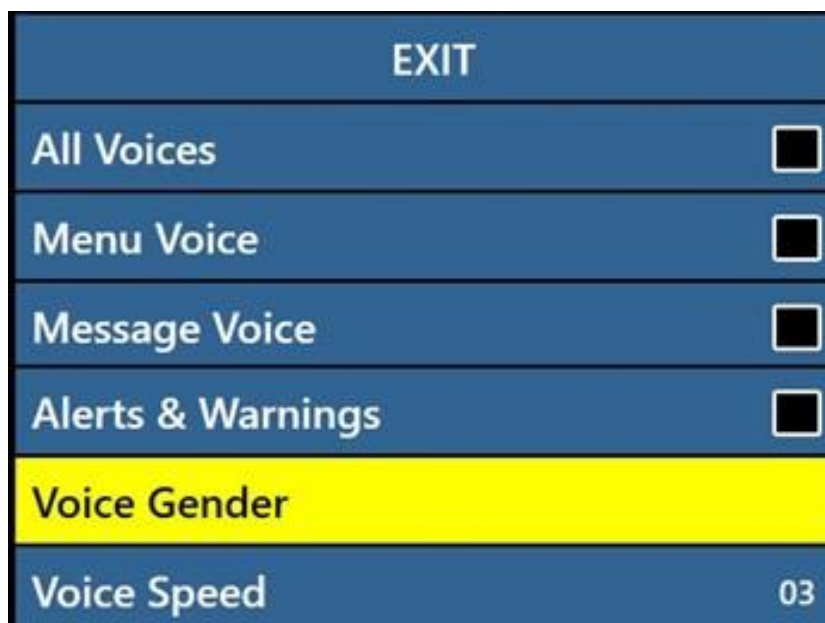 EXIT
All Voices
Menu Voice
Message Voice
Alerts & Warnings
Voice Gender
Voice Speed 03